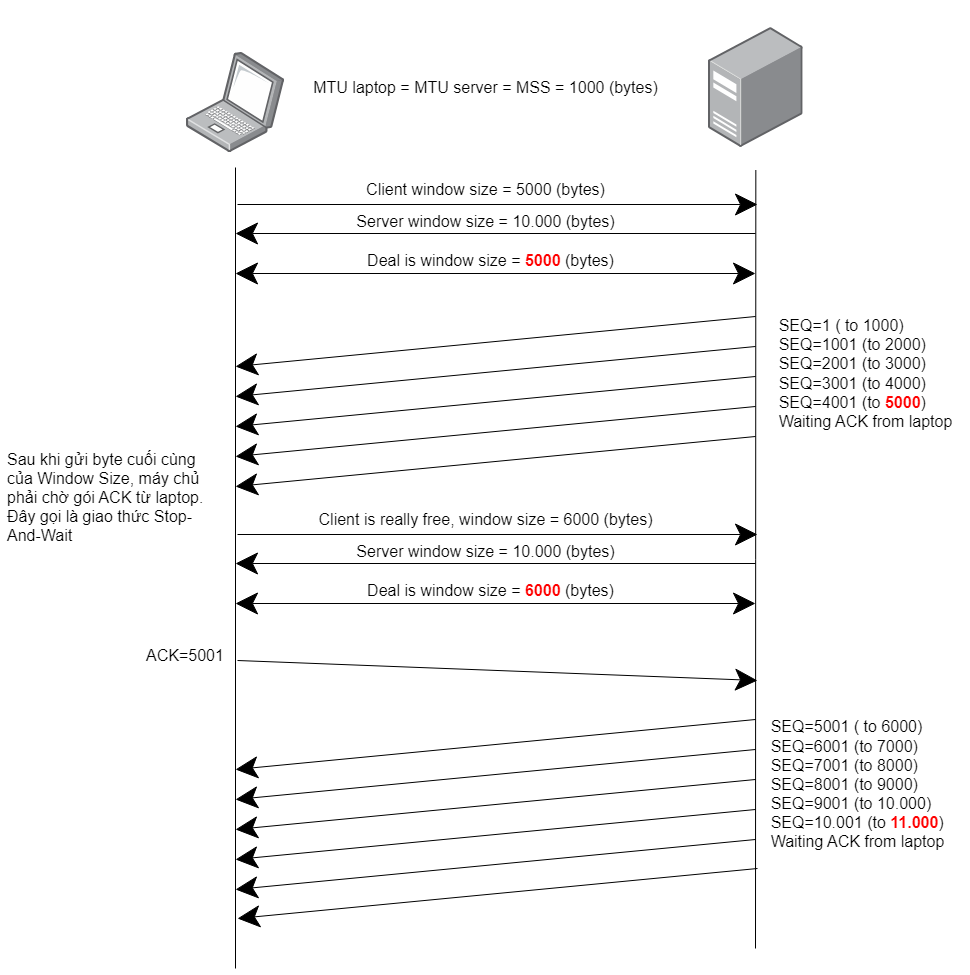 MTU laptop = MTU server = MSS = 1000 (bytes)
Client window size = 5000 (bytes)
Server window size = 10.000 (bytes)
Deal is window size = 5000 (bytes)
SEQ=1 ( to 1000)
SEQ=1001 (to 2000)
SEQ=2001 (to 3000)
SEQ=3001 (to 4000)
SEQ=4001 (to 5000)
Waiting ACK from laptop
Sau khi gửi byte cuối cùng
của Window Size, máy chủ
phải chờ gói ACK từ laptop.
Đây gọi là giao thức Stop-
And-Wait
Client is really free, window size = 6000 (bytes)
Server window size = 10.000 (bytes)
Deal is window size = 6000 (bytes)
ACK=5001
SEQ=5001 ( to 6000)
SEQ=6001 (to 7000)
SEQ=7001 (to 8000)
SEQ=8001 (to 9000)
SEQ=9001 (to 10.000)
SEQ=10.001 (to 11.000)
Waiting ACK from laptop